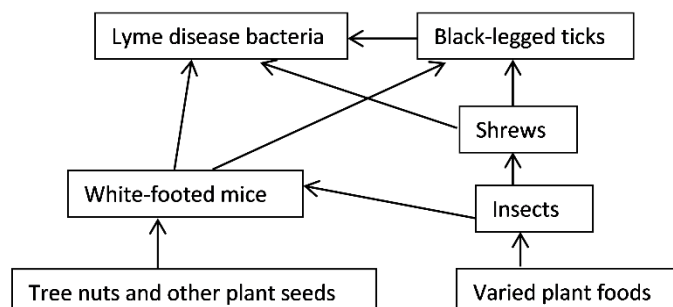 Lyme disease bacteria
Black-legged ticks
Shrews
White-footed mice
Insects
Tree nuts and other plant seeds
Varied plant foods